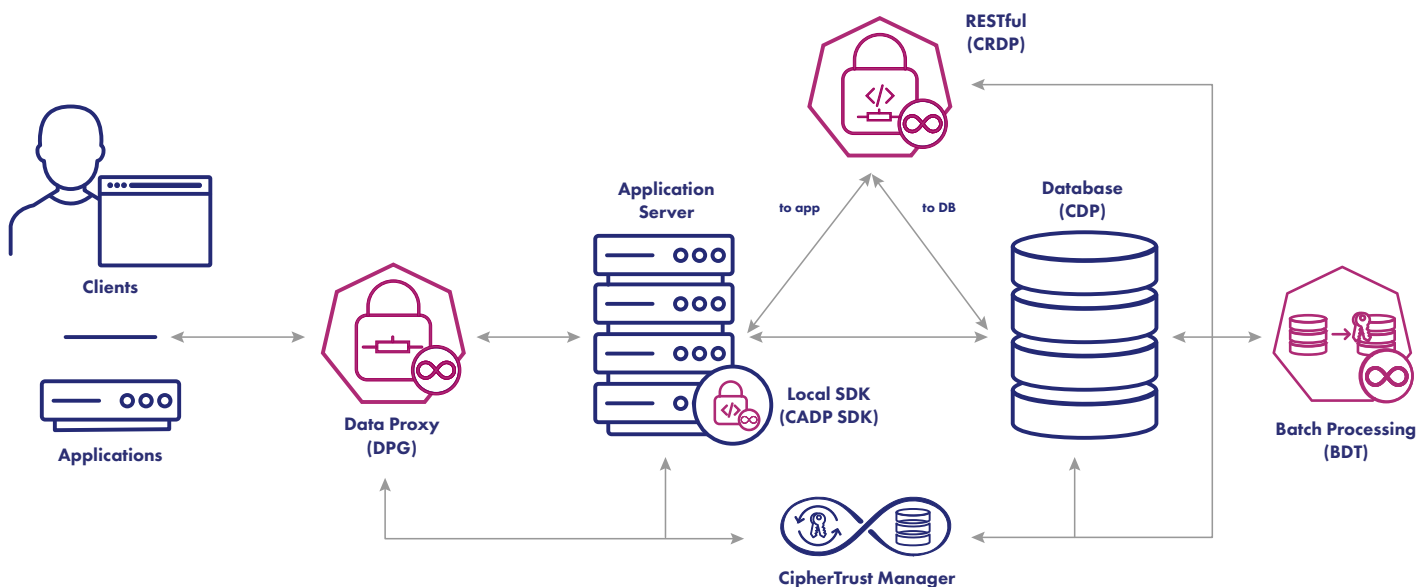 RESTful
(CRDP)
Application
Server
to app
to DB
Database
(CDP)
Clients
Local SDK
(CADP SDK)
Data Proxy
(DPG)
Batch Processing
(BDT)
Applications
CipherTrust Manager